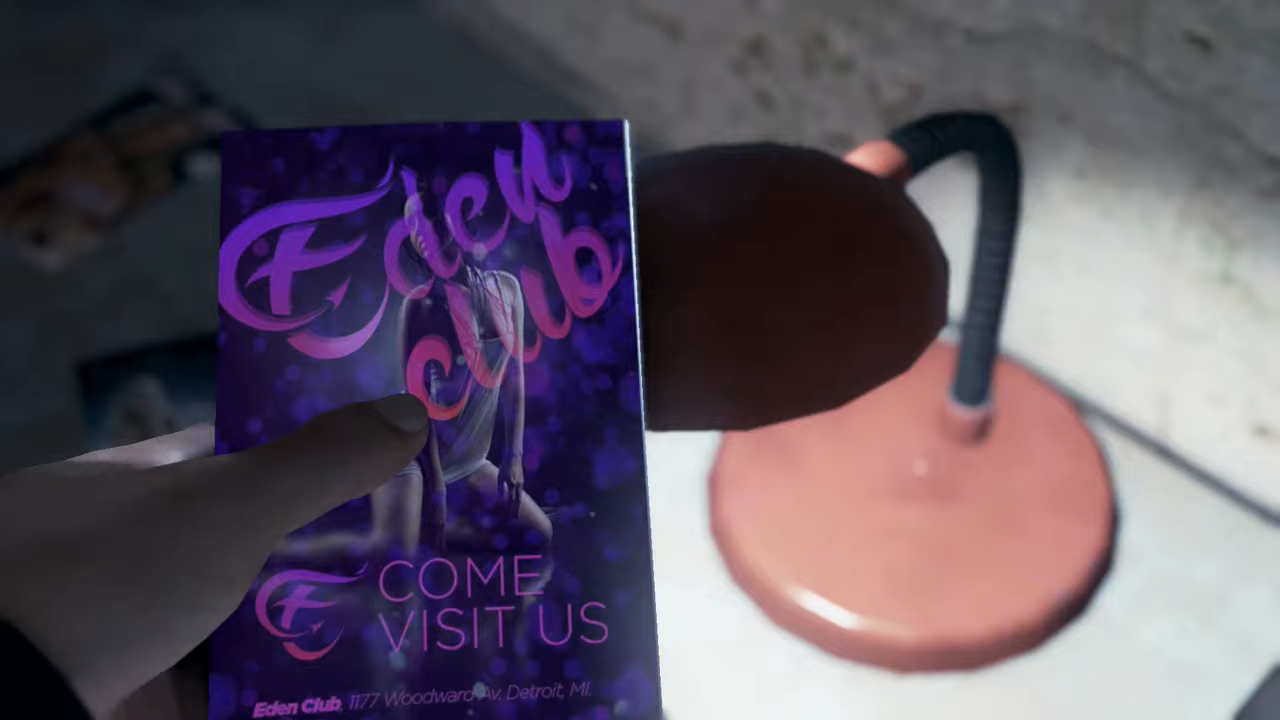 Eden
club
COME
VISIT US
Eden Club, 1177 Woodward Av. Detroit, MI.